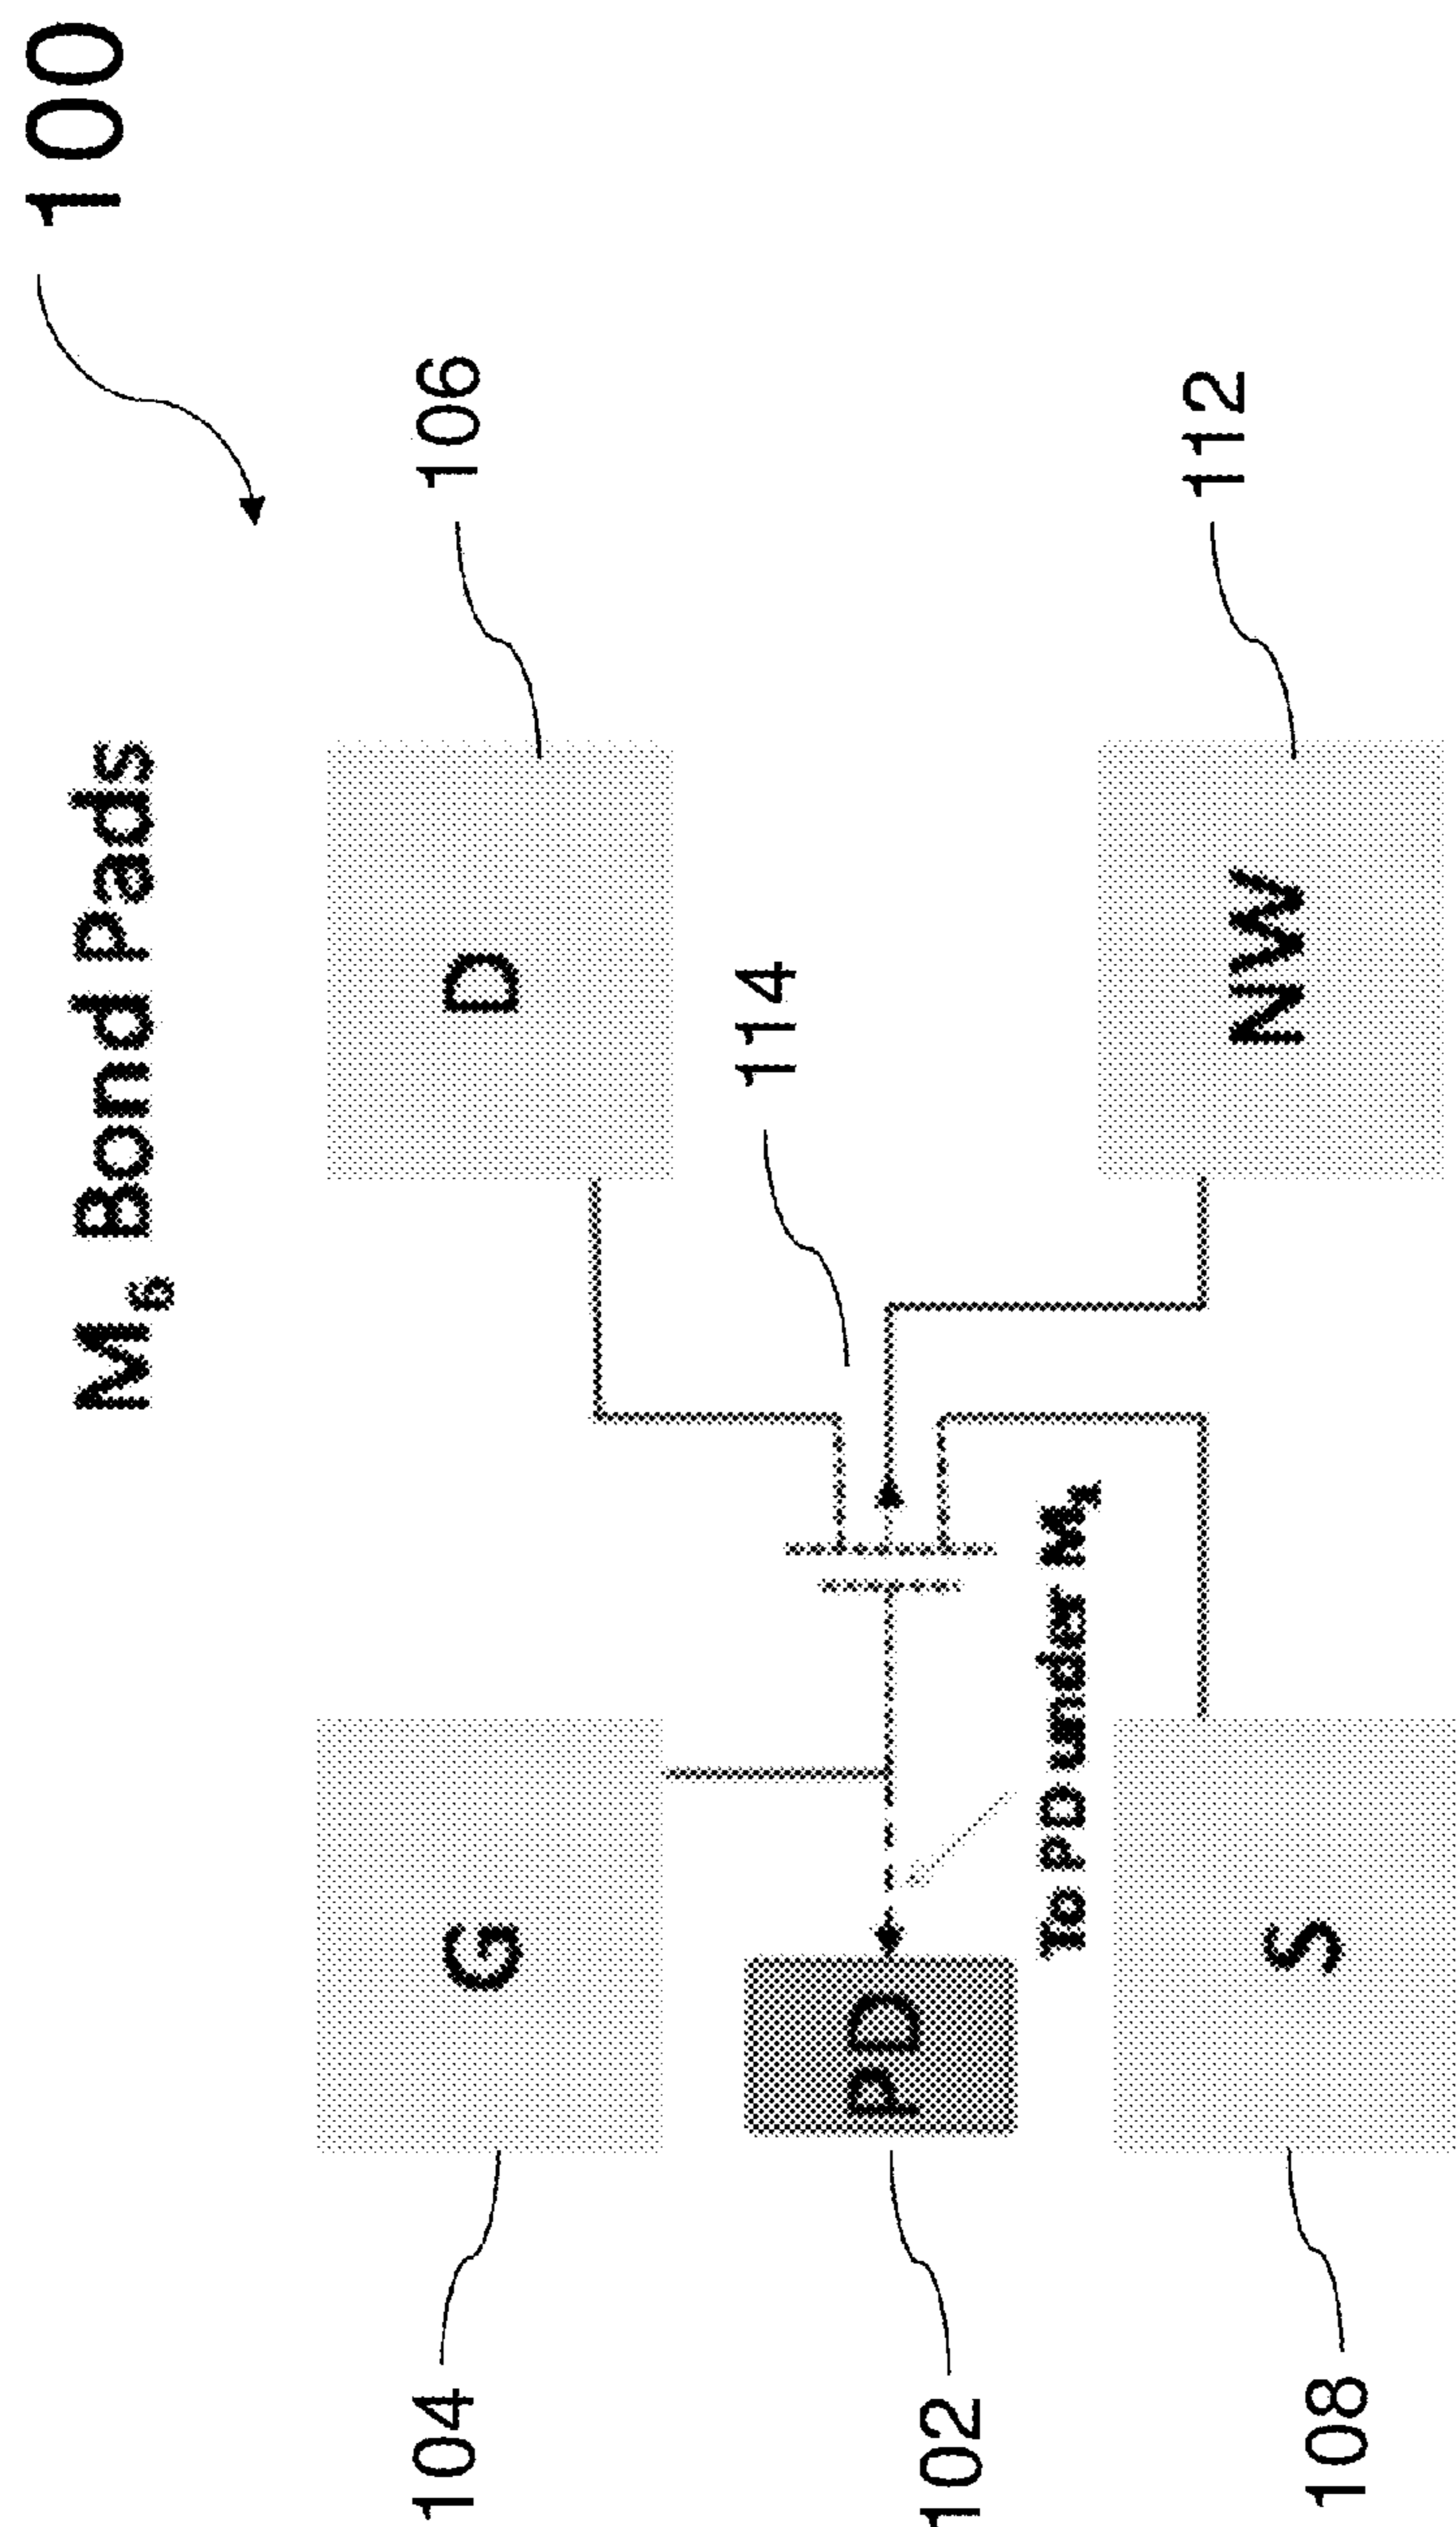 100
M₆ Bond Pads
104
G
D
106
114
102
PD
To PD under M₁
108
S
NW
112